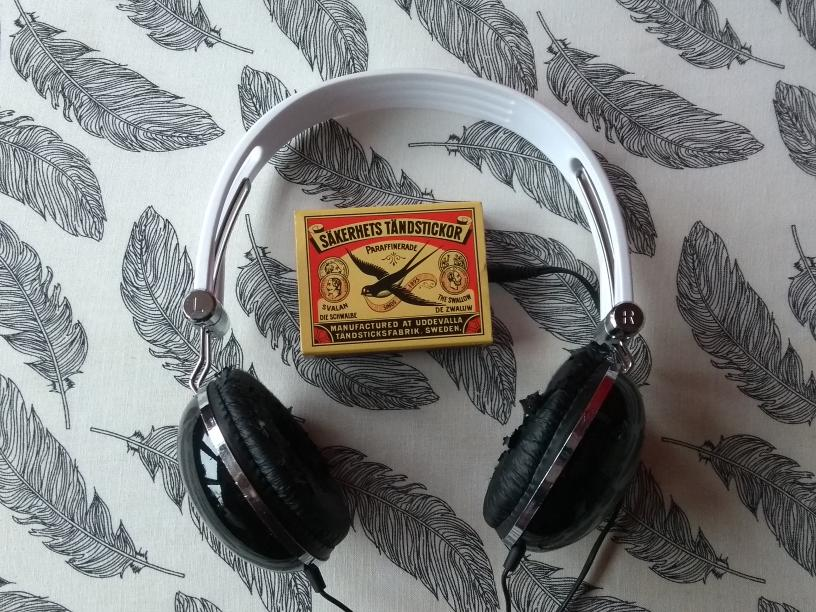 SÄKERHETS TÄNDSTICKOR
PARAFFINERADE
SVALAN
DIE SCHWALBE
THE SWALLOW
DE ZWALUW
MANUFACTURED AT UDDEVALLA
TÄNDSTICKSFABRIK, SWEDEN.
L
R